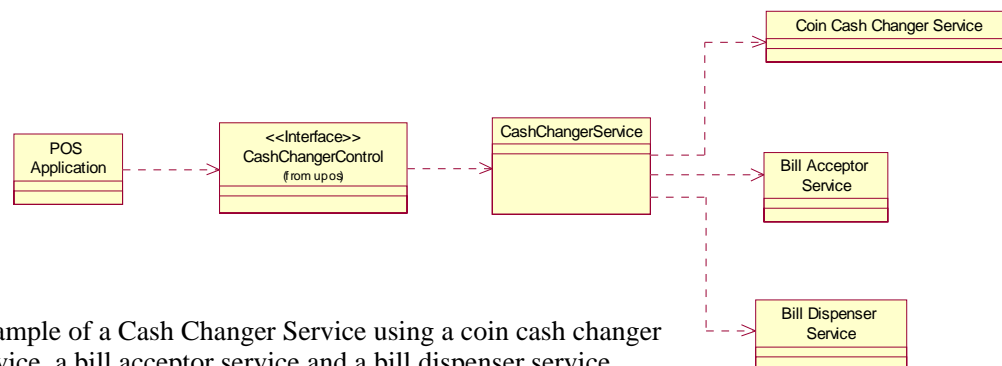 Coin Cash Changer Service
<<Interface>>
CashChangerControl
(from upos)
CashChangerService
POS
Application
Bill Acceptor
Service
Bill Dispenser
Service
ample of a Cash Changer Service using a coin cash changer
vice, a bill acceptor service and a bill dispenser service